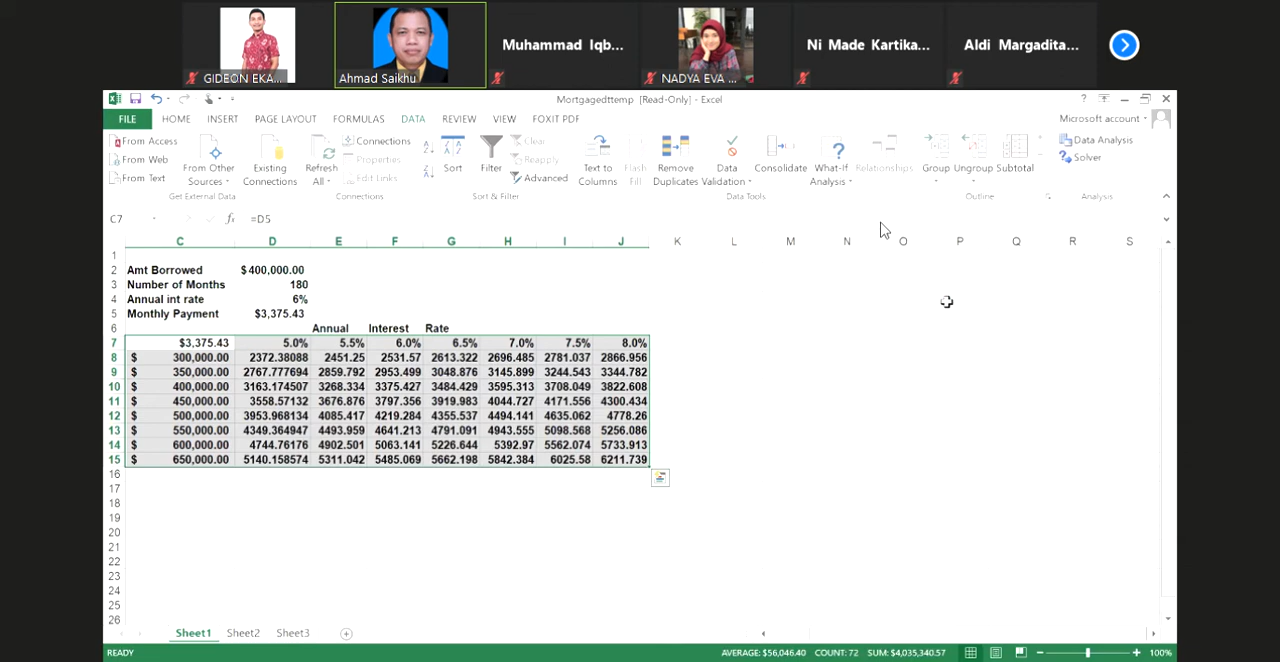 GIDEON EKA...
Ahmad Saikhu
Muhammad Iqb...
NADYA EVA ...
Ni Made Kartika...
Aldi Margadita...
Mortgagedttemp [Read-Only] - Excel
?
FILE HOME INSERT PAGE LAYOUT FORMULAS DATA REVIEW VIEW FOXIT PDF
Microsoft account
From Access
From Web
From Text
From Other Sources
Existing Connections
Refresh All
Connections
Properties
Edit Links
Sort
Filter
Clear
Reapply
Advanced
Text to Columns
Flash Fill
Remove Duplicates
Data Validation
Consolidate
What-If Analysis
Relationships
Group
Ungroup
Subtotal
Data Analysis
Solver
Get External Data Connections Sort & Filter Data Tools Outline Analysis
C7 fx =D5
C D E F G H I J K L M N O P Q R S
1
2 Amt Borrowed $400,000.00
3 Number of Months 180
4 Annual int rate 6%
5 Monthly Payment $3,375.43
6 Annual Interest Rate
7 $3,375.43 5.0% 5.5% 6.0% 6.5% 7.0% 7.5% 8.0%
8 $ 300,000.00 2372.38088 2451.25 2531.57 2613.322 2696.485 2781.037 2866.956
9 $ 350,000.00 2767.777694 2859.792 2953.499 3048.876 3145.899 3244.543 3344.782
10 $ 400,000.00 3163.174507 3268.334 3375.427 3484.429 3595.313 3708.049 3822.608
11 $ 450,000.00 3558.57132 3676.876 3797.356 3919.983 4044.727 4171.556 4300.434
12 $ 500,000.00 3953.968134 4085.417 4219.284 4355.537 4494.141 4635.062 4778.26
13 $ 550,000.00 4349.364947 4493.959 4641.213 4791.091 4943.555 5098.568 5256.086
14 $ 600,000.00 4744.76176 4902.501 5063.141 5226.644 5392.97 5562.074 5733.913
15 $ 650,000.00 5140.158574 5311.042 5485.069 5662.198 5842.384 6025.58 6211.739
16
17
18
19
20
21
22
23
24
25
26
Sheet1 Sheet2 Sheet3
READY AVERAGE: $56,046.40 COUNT: 72 SUM: $4,035,340.57 100%